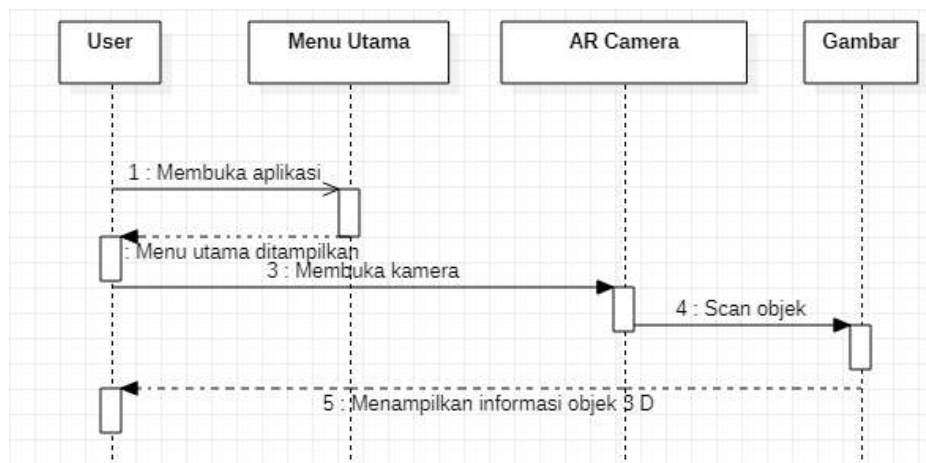 User
Menu Utama
AR Camera
Gambar
1 : Membuka aplikasi
: Menu utama ditampilkan
3 : Membuka kamera
4 : Scan objek
5 : Menampilkan informasi objek 3 D